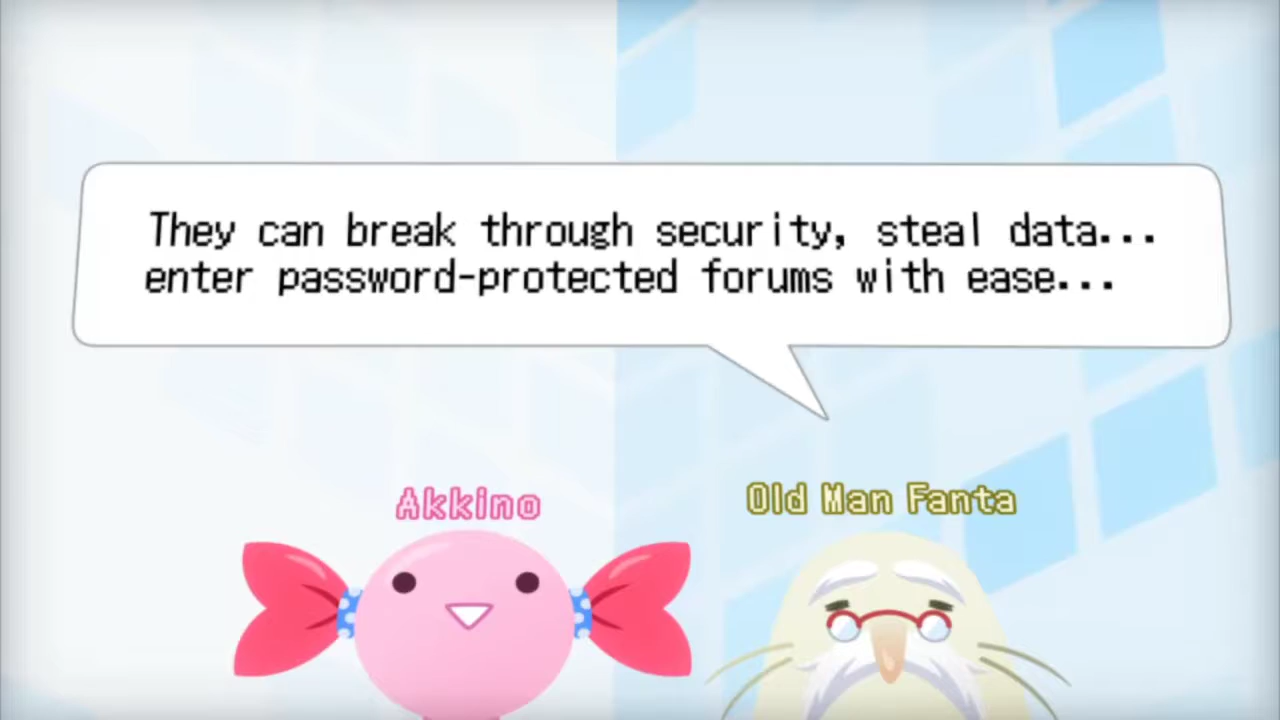 They can break through security, steal data...
enter password-protected forums with ease...
Akkino
Old Man Fanta